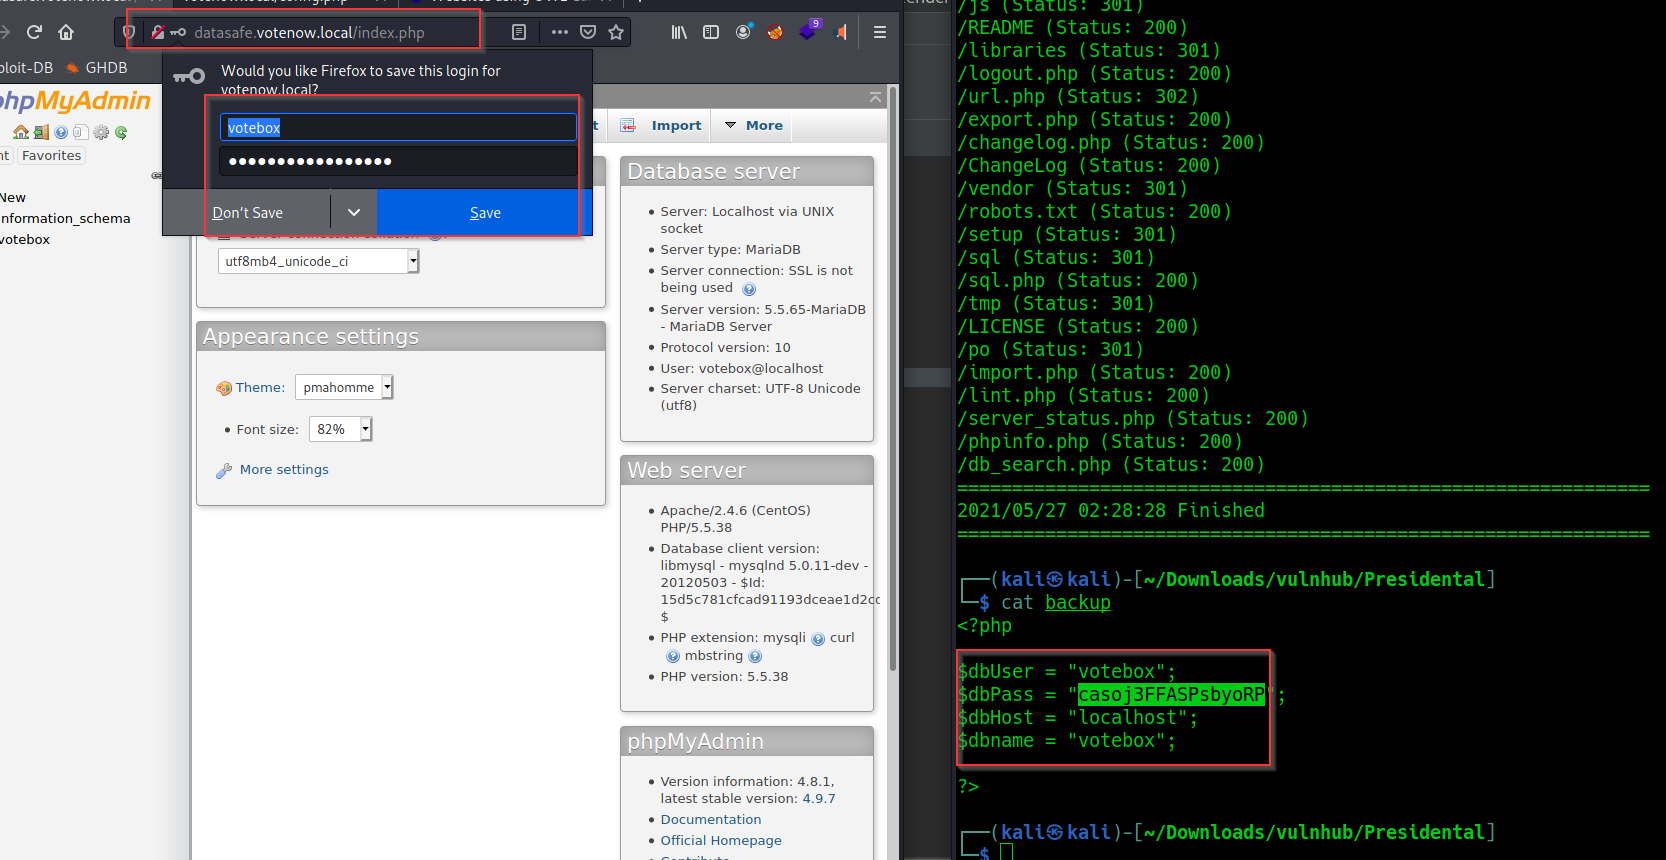 datasafe.votenow.local/index.php
9
ploit-DB
GHDB
Would you like Firefox to save this login for
votenow.local?
votebox
•••••••••••••••••
Don't Save
Save
phpMyAdmin
Favorites
New
information_schema
votebox
Import
More
utf8mb4_unicode_ci
Appearance settings
Theme: pmahomme
Font size: 82%
More settings
Database server
Server: Localhost via UNIX
socket
Server type: MariaDB
Server connection: SSL is not
being used
Server version: 5.5.65-MariaDB
- MariaDB Server
Protocol version: 10
User: votebox@localhost
Server charset: UTF-8 Unicode
(utf8)
Web server
Apache/2.4.6 (CentOS)
PHP/5.5.38
Database client version:
libmysql - mysqlnd 5.0.11-dev -
20120503 - $Id:
15d5c781cfcad91193dceae1d2cc
$
PHP extension: mysqli curl
mbstring
PHP version: 5.5.38
phpMyAdmin
Version information: 4.8.1,
latest stable version: 4.9.7
Documentation
Official Homepage
/js (Status: 301)
/README (Status: 200)
/libraries (Status: 301)
/logout.php (Status: 200)
/url.php (Status: 302)
/export.php (Status: 200)
/changelog.php (Status: 200)
/ChangeLog (Status: 200)
/vendor (Status: 301)
/robots.txt (Status: 200)
/setup (Status: 301)
/sql (Status: 301)
/sql.php (Status: 200)
/tmp (Status: 301)
/LICENSE (Status: 200)
/po (Status: 301)
/import.php (Status: 200)
/lint.php (Status: 200)
/server_status.php (Status: 200)
/phpinfo.php (Status: 200)
/db_search.php (Status: 200)
===============================================================
2021/05/27 02:28:28 Finished
===============================================================
┌──(kali㉿kali)-[~/Downloads/vulnhub/Presidental]
└─$ cat backup
<?php
$dbUser = "votebox";
$dbPass = "casoj3FFASPsbyoRP";
$dbHost = "localhost";
$dbname = "votebox";
?>
┌──(kali㉿kali)-[~/Downloads/vulnhub/Presidental]
└─$